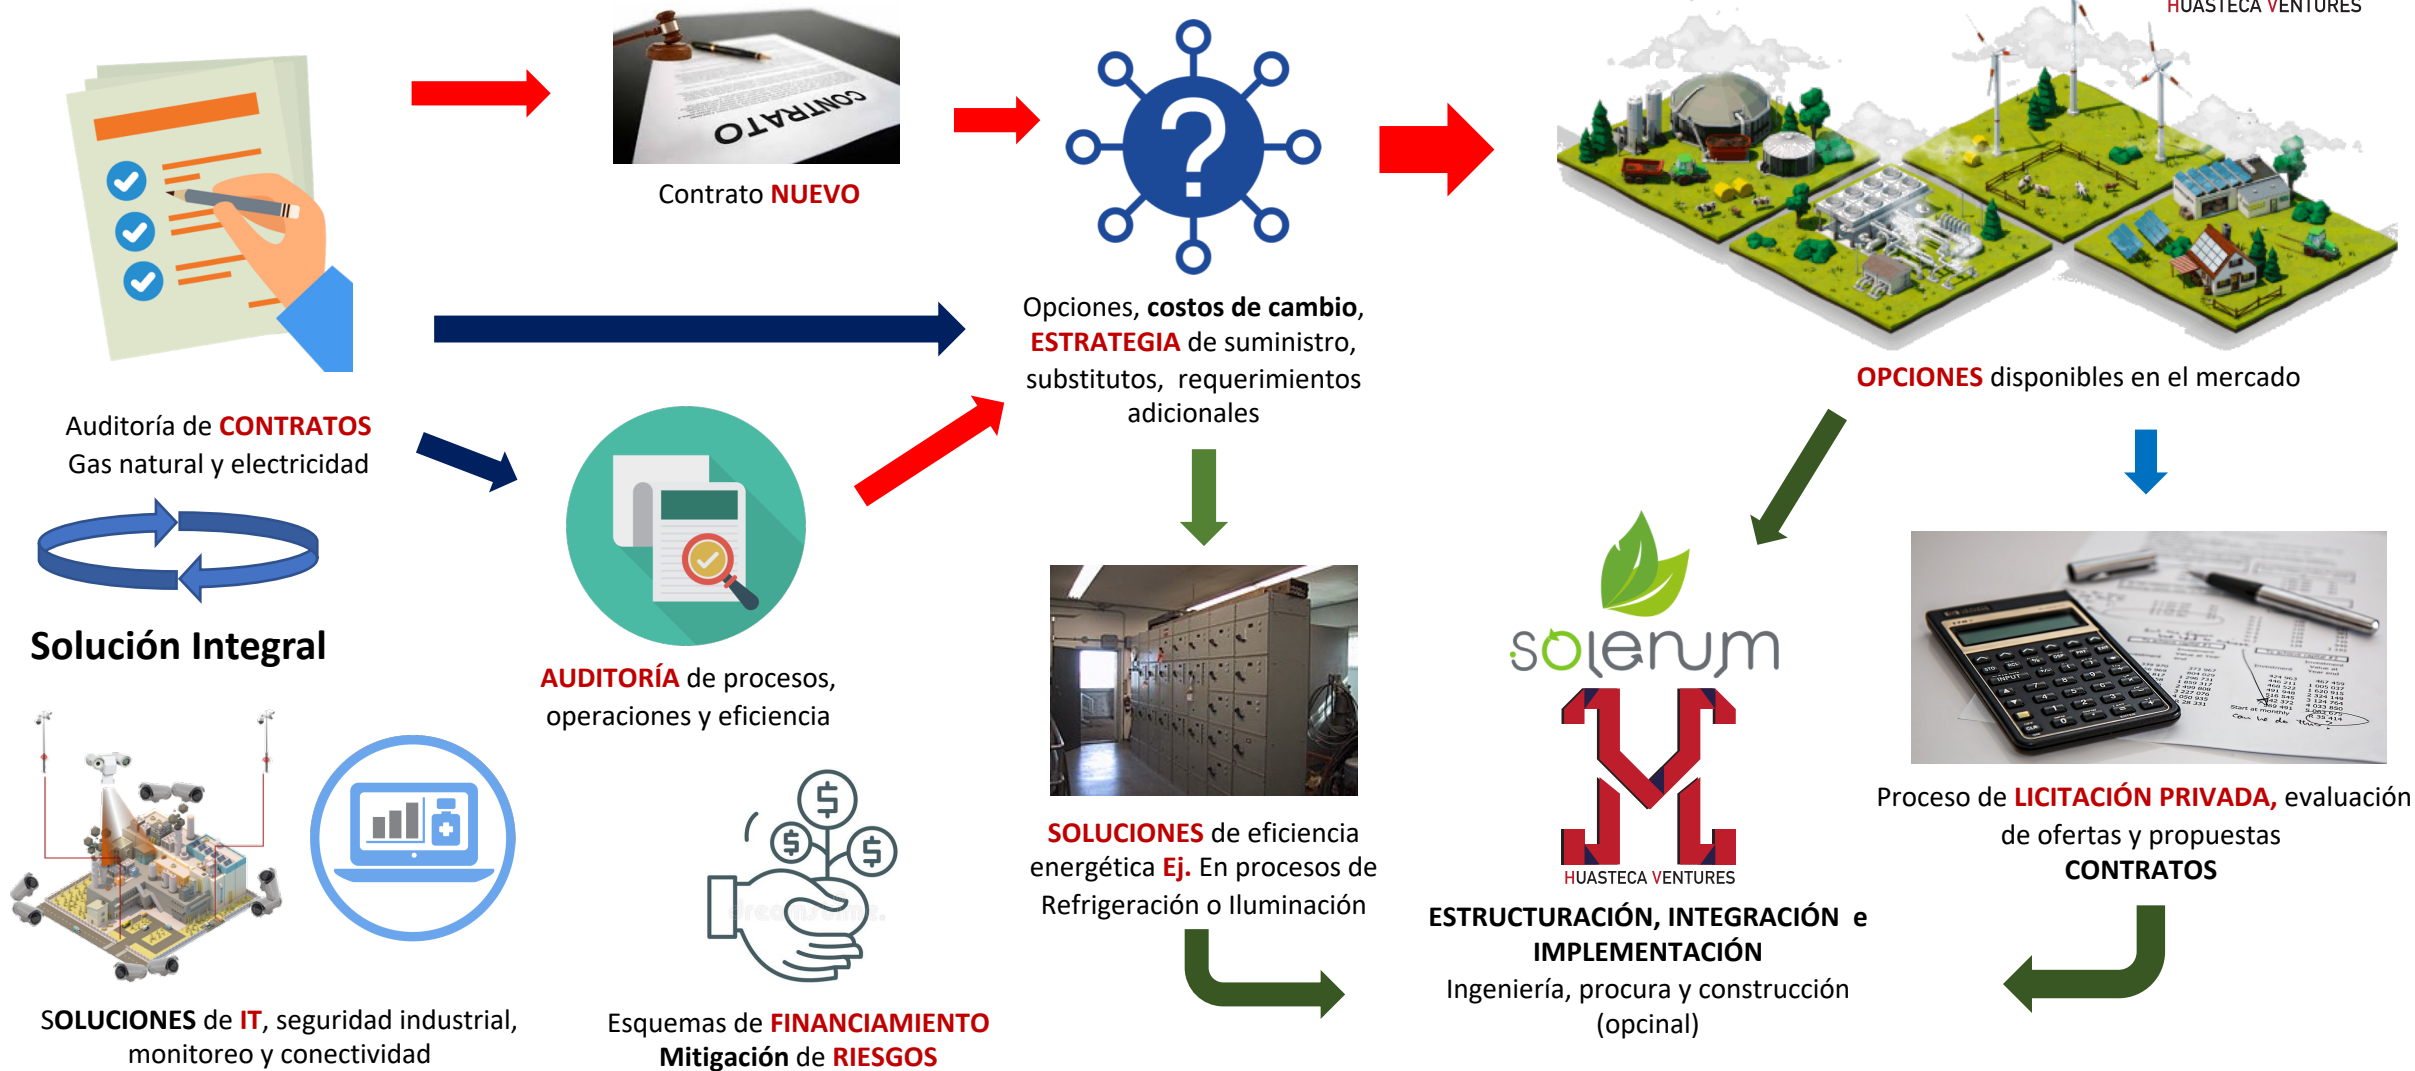 HUASTECA VENTURES
CONTRATO
Contrato NUEVO
Opciones, costos de cambio,
ESTRATEGIA de suministro,
substitutos, requerimientos
adicionales
OPCIONES disponibles en el mercado
Auditoría de CONTRATOS
Gas natural y electricidad
Solución Integral
AUDITORÍA de procesos,
operaciones y eficiencia
SOLUCIONES de eficiencia
energética Ej. En procesos de
Refrigeración o Iluminación
solenum
HUASTECA VENTURES
ESTRUCTURACIÓN, INTEGRACIÓN e
IMPLEMENTACIÓN
Ingeniería, procura y construcción
(opcinal)
Proceso de LICITACIÓN PRIVADA, evaluación
de ofertas y propuestas
CONTRATOS
SOLUCIONES de IT, seguridad industrial,
monitoreo y conectividad
Esquemas de FINANCIAMIENTO
Mitigación de RIESGOS